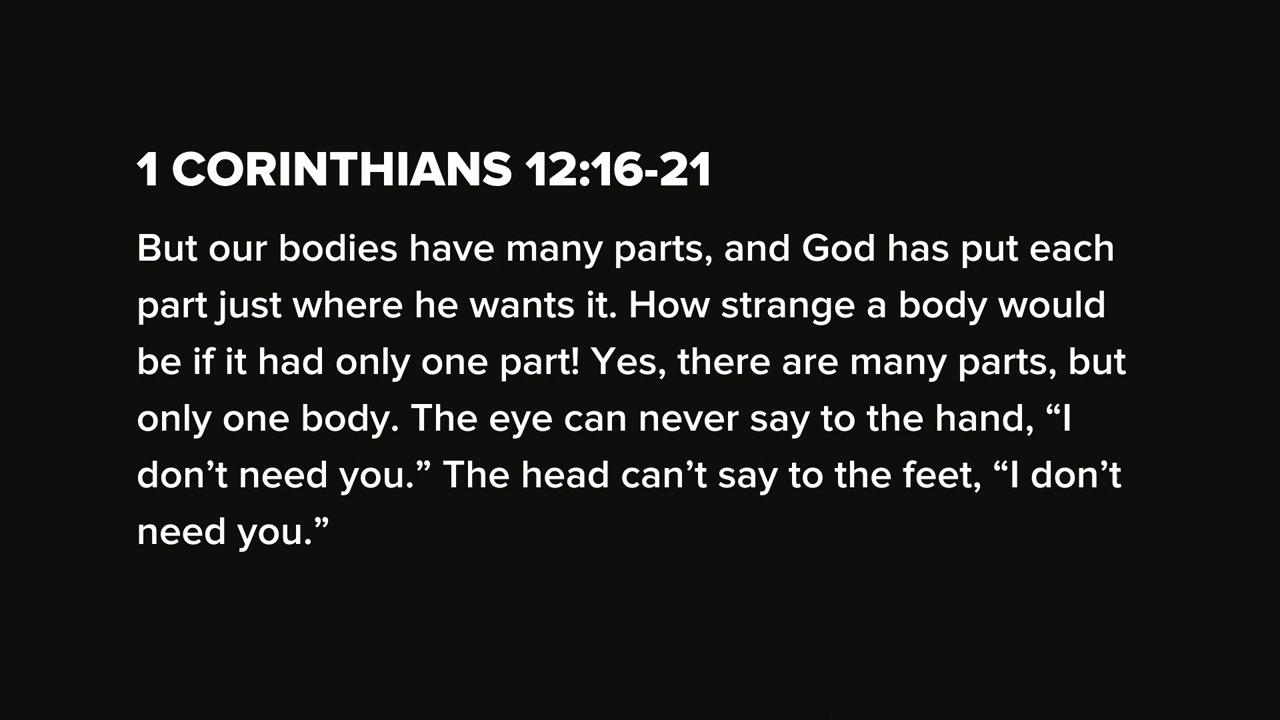 1 CORINTHIANS 12:16-21
But our bodies have many parts, and God has put each
part just where he wants it. How strange a body would
be if it had only one part! Yes, there are many parts, but
only one body. The eye can never say to the hand, “I
don’t need you.” The head can’t say to the feet, “I don’t
need you.”